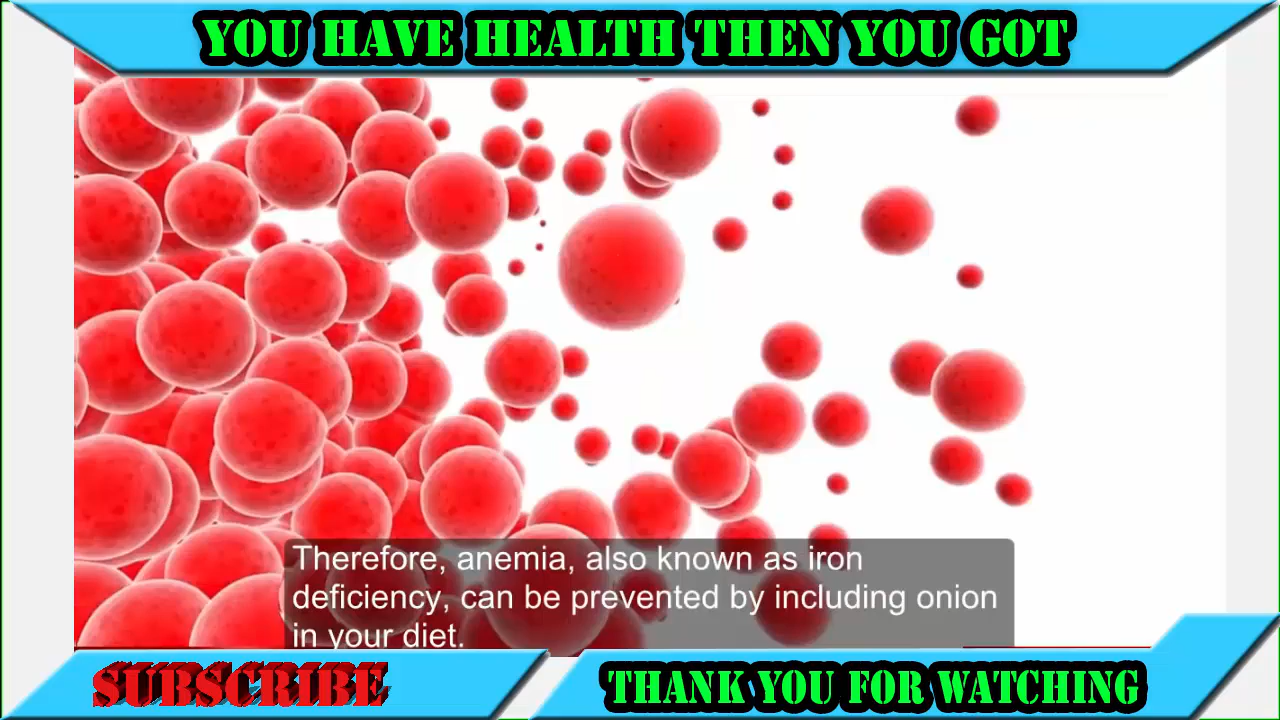 YOU HAVE HEALTH THEN YOU GOT
Therefore, anemia, also known as iron
deficiency, can be prevented by including onion
in your diet.
SUBSCRIBE
THANK YOU FOR WATCHING